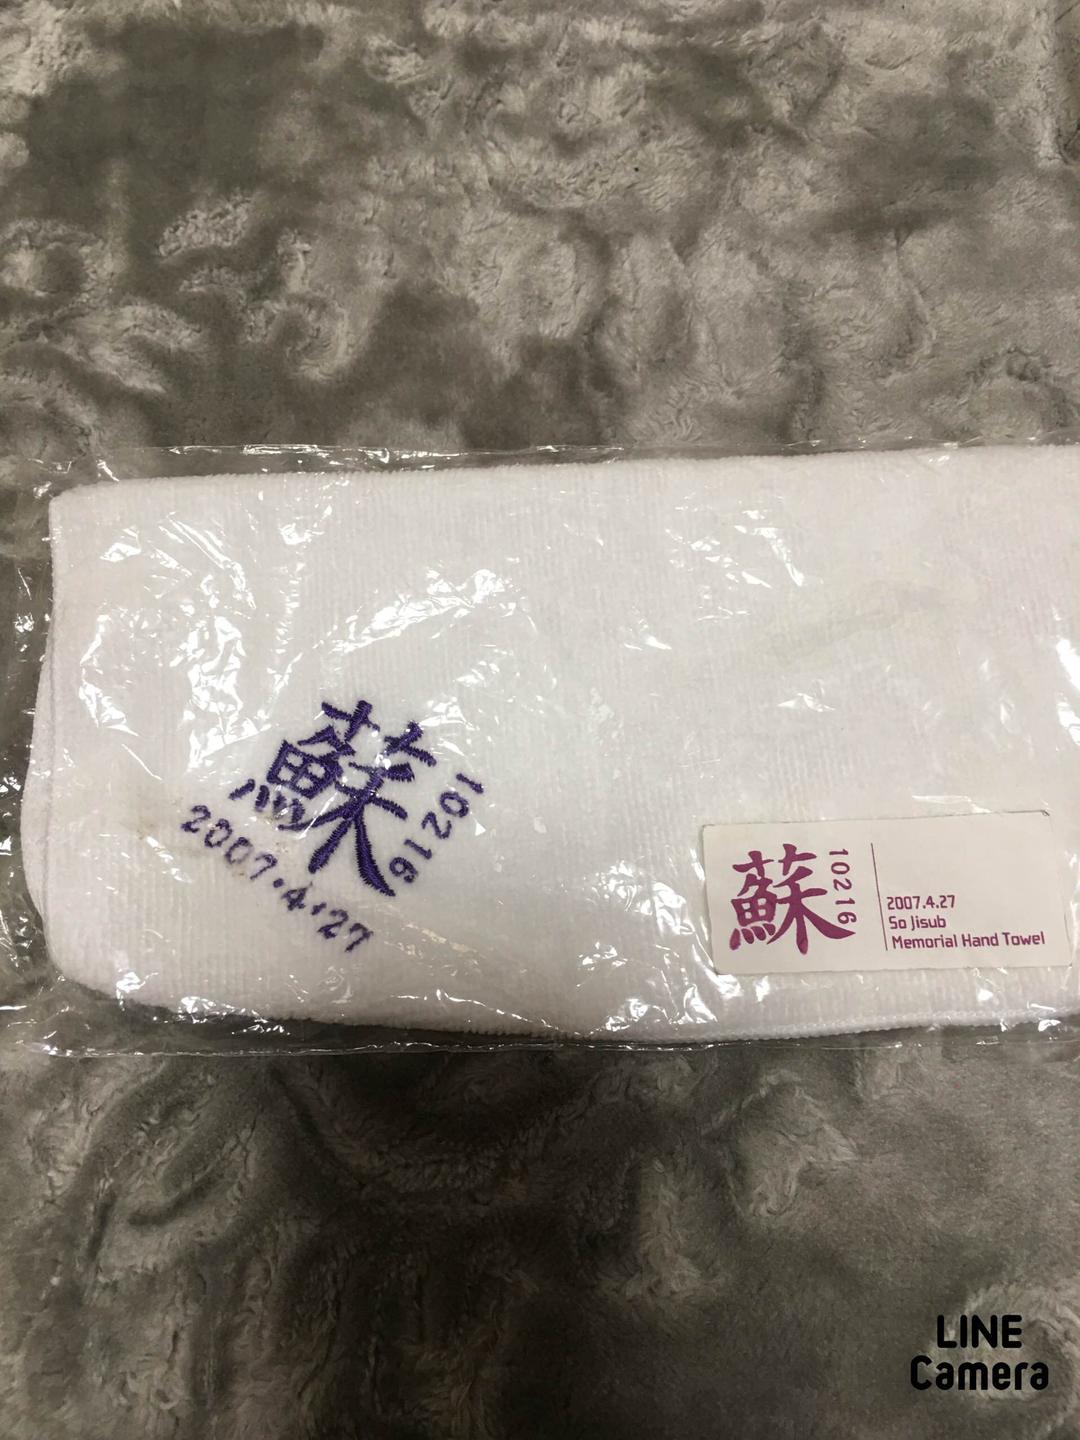 蘇
10216
2007.4.27
蘇
10216
2007.4.27
So Jisub
Memorial Hand Towel
LINE
Camera